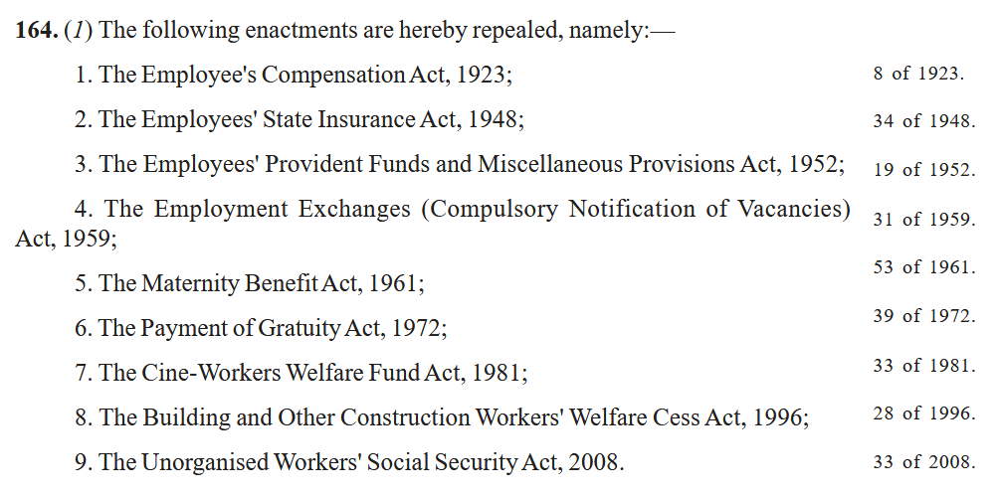 164. (1) The following enactments are hereby repealed, namely:—
1. The Employee's Compensation Act, 1923;
8 of 1923.
2. The Employees' State Insurance Act, 1948;
34 of 1948.
3. The Employees' Provident Funds and Miscellaneous Provisions Act, 1952;
19 of 1952.
4. The Employment Exchanges (Compulsory Notification of Vacancies)
31 of 1959.
Act, 1959;
5. The Maternity Benefit Act, 1961;
53 of 1961.
6. The Payment of Gratuity Act, 1972;
39 of 1972.
7. The Cine-Workers Welfare Fund Act, 1981;
33 of 1981.
8. The Building and Other Construction Workers' Welfare Cess Act, 1996;
28 of 1996.
9. The Unorganised Workers' Social Security Act, 2008.
33 of 2008.